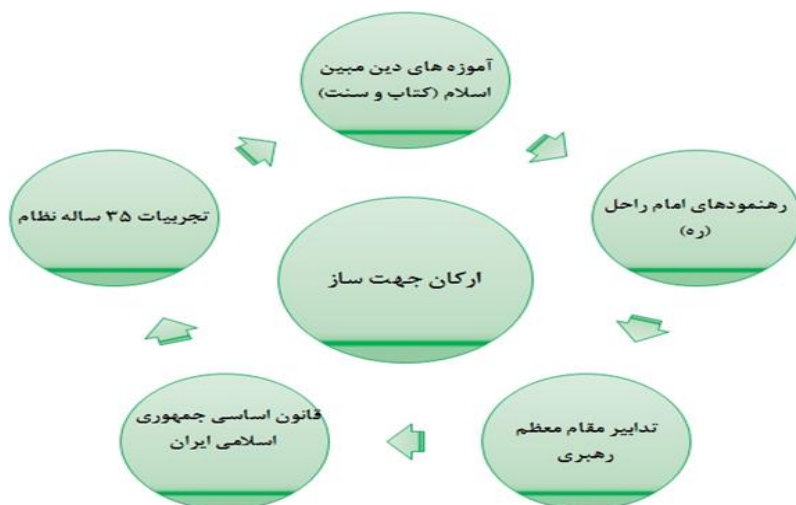 آموزه های دین مبین
اسلام (کتاب و سنت)
رهنمودهای امام راحل
(ره)
تدابیر مقام معظم
رهبری
قانون اساسی جمهوری
اسلامی ایران
تجربیات ۳۵ ساله نظام
ارکان جهت ساز